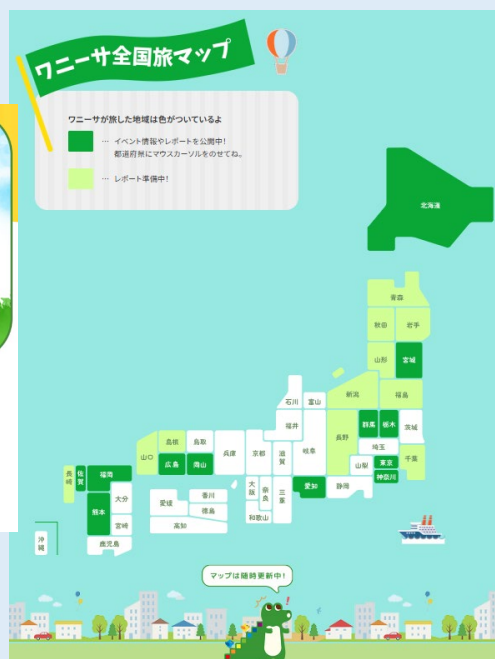 ワニーサ全国旅マップ
ワニーサが旅した地域は色がついているよ
… イベント情報やレポートを公開中!
都道府県にマウスカーソルをのせてね。
… レポート準備中!
北海道
青森
秋田 岩手
山形 宮城
石川 富山 新潟 福島
福井 岐阜 長野 群馬 栃木 茨城
埼玉
島根 鳥取 兵庫 京都 滋賀 山梨 東京 千葉
山口 広島 岡山 神奈川
長崎 佐賀 福岡 大阪 奈良 三重 愛知 静岡
大分 愛媛 香川
熊本 徳島 和歌山
宮崎 高知
沖縄 鹿児島
マップは随時更新中!